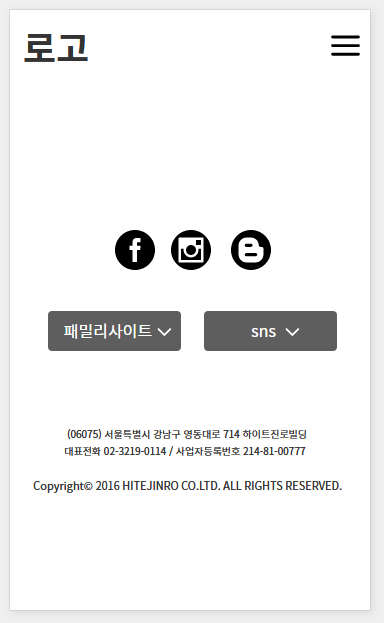 로고
패밀리사이트
sns
(06075) 서울특별시 강남구 영동대로 714 하이트진로빌딩
대표전화 02-3219-0114 / 사업자등록번호 214-81-00777
Copyright© 2016 HITEJINRO CO.LTD. ALL RIGHTS RESERVED.